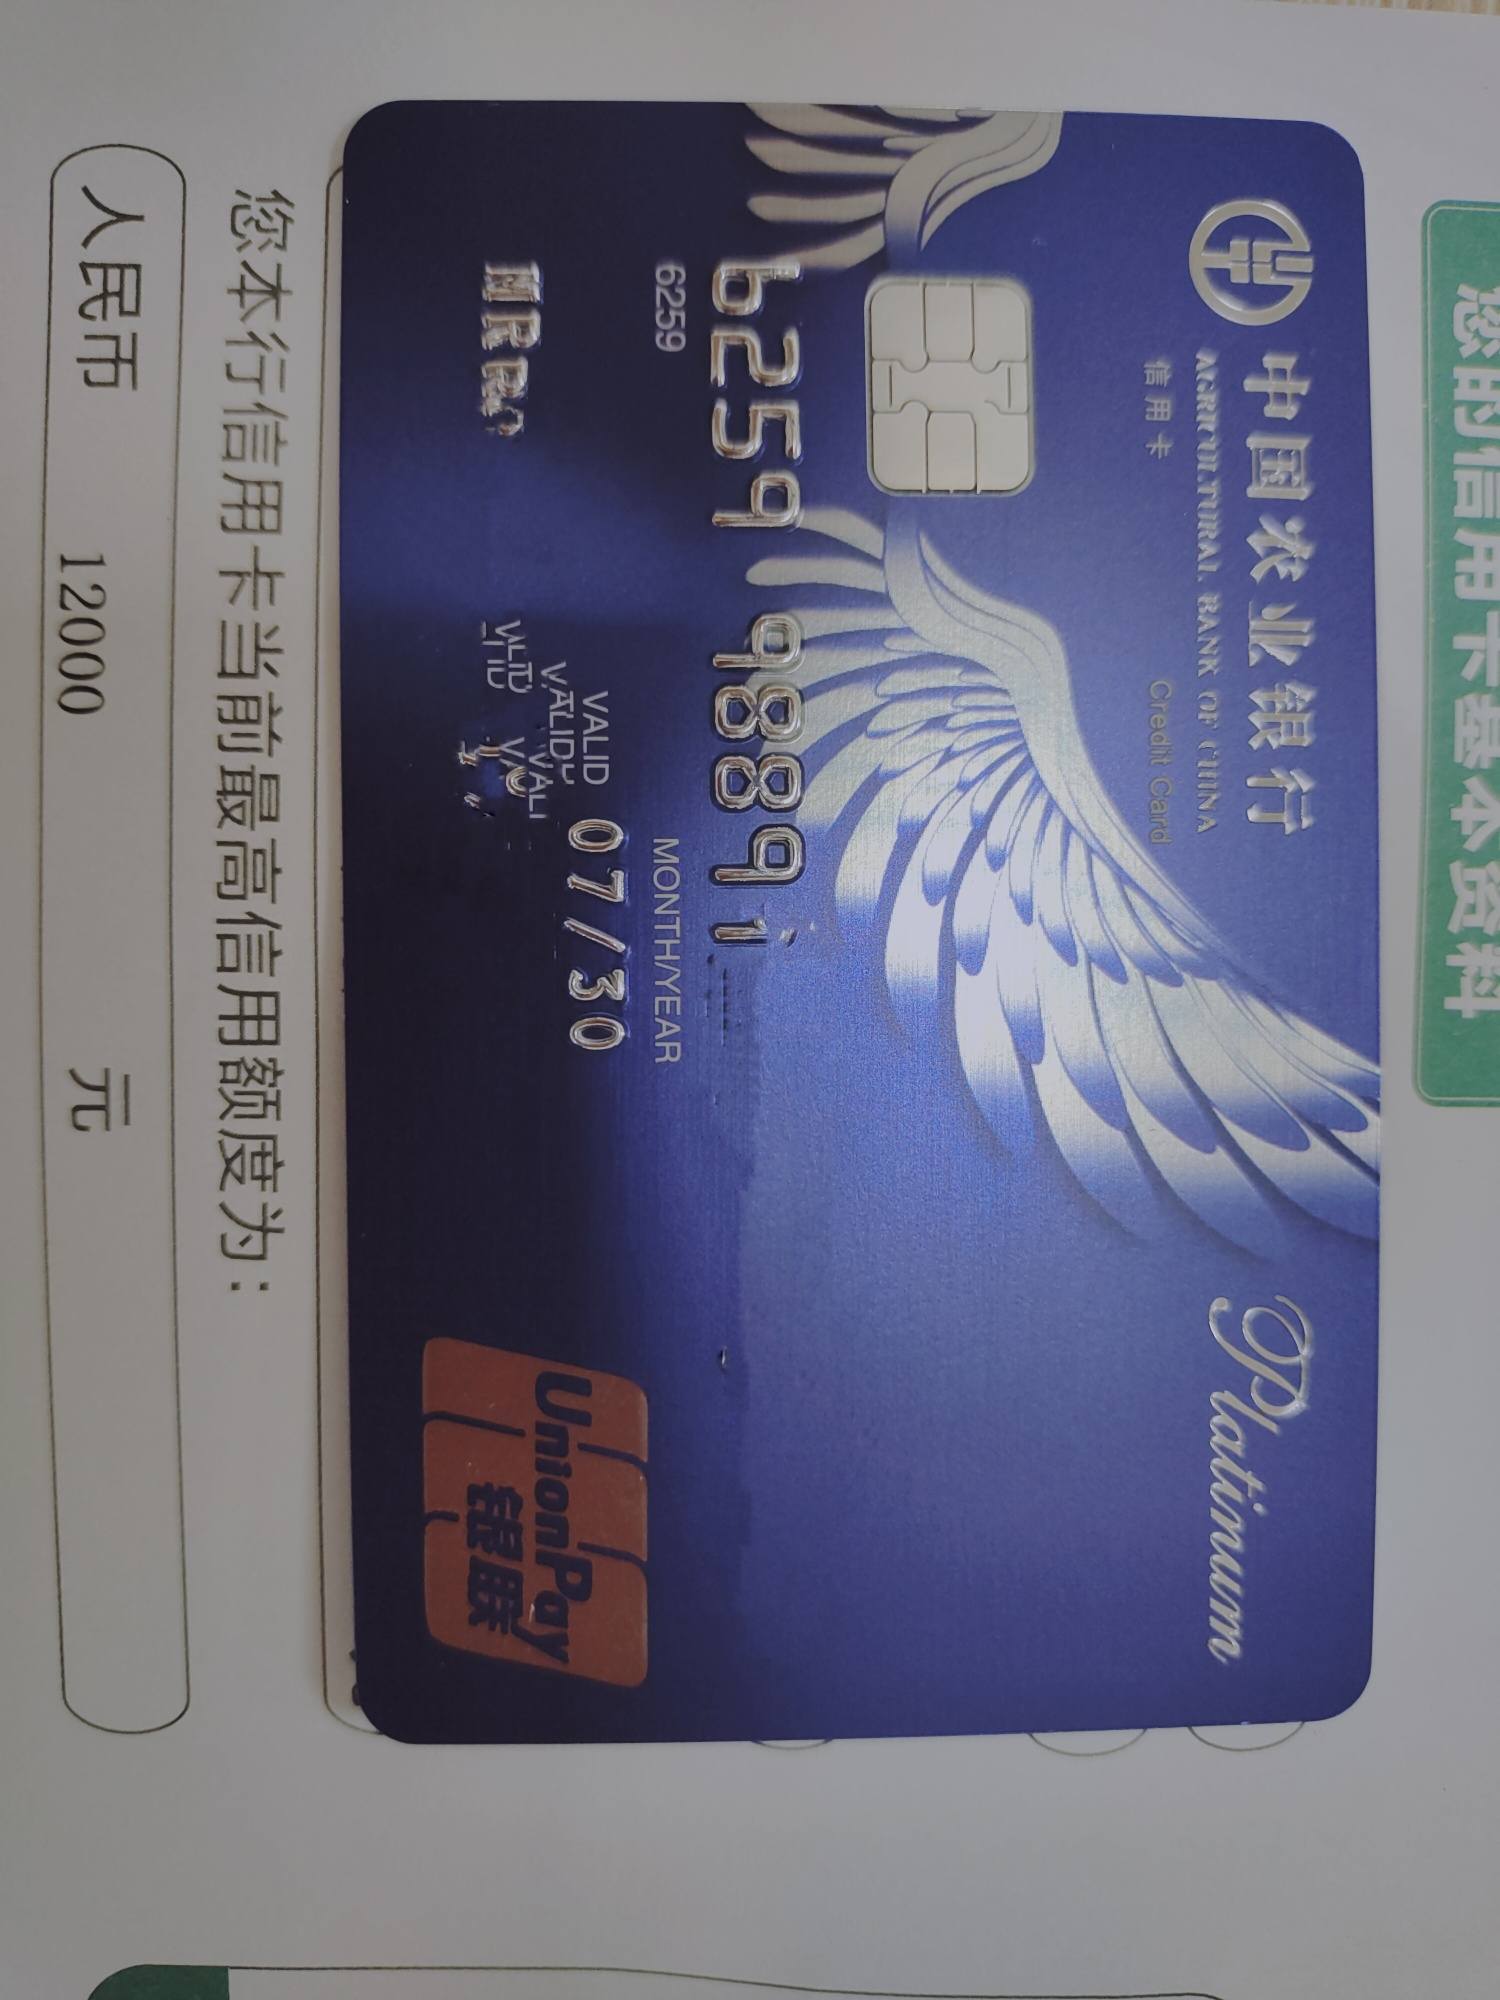 您的信用卡基本资料
中国农业银行
AGRICULTURAL BANK OF CHINA
信用卡 Credit Card
Platinum
6259 9889
6259
MONTH/YEAR
VALID 07/30
MR
UnionPay
银联
您本行信用卡当前最高信用额度为：
人民币 12000 元